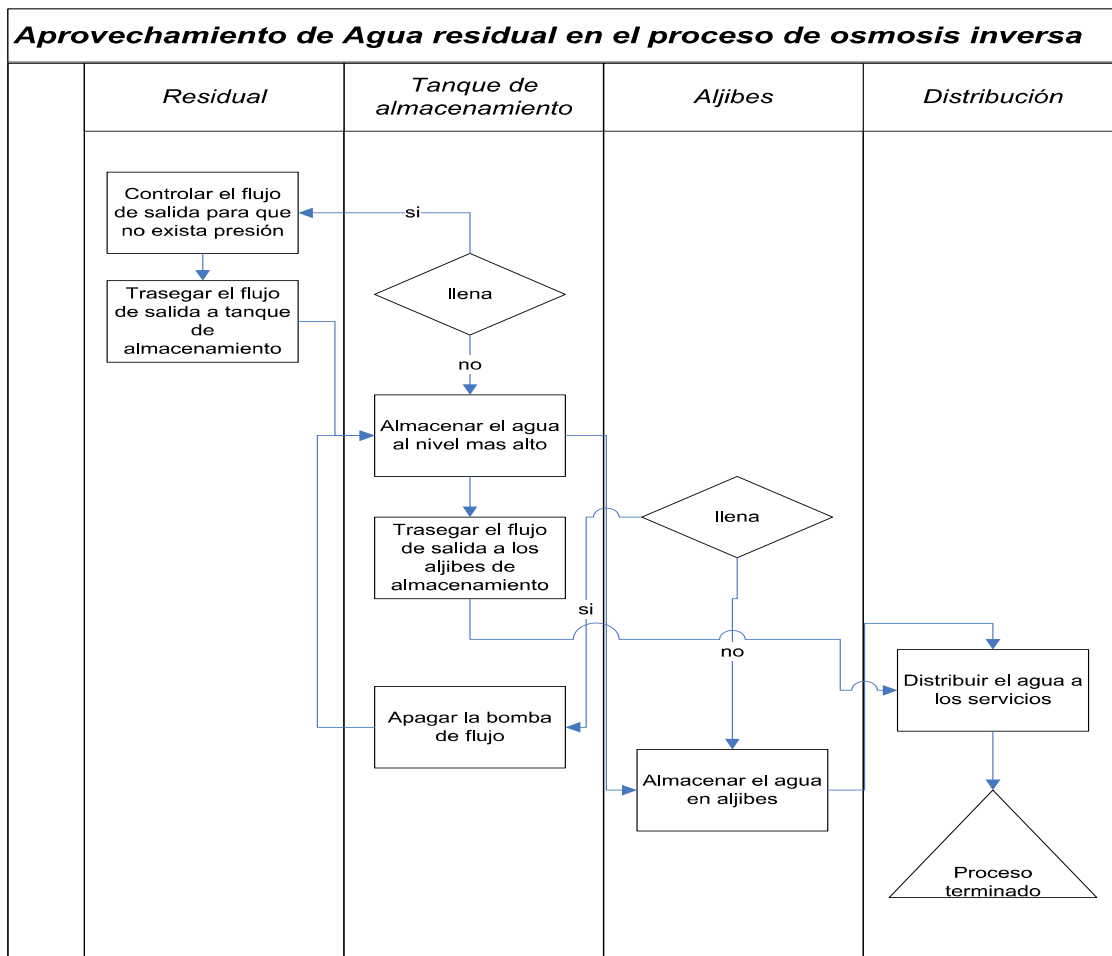 Aprovechamiento de Agua residual en el proceso de osmosis inversa
Residual
Tanque de
almacenamiento
Aljibes
Distribución
Controlar el flujo
de salida para que
no exista presión
si
Trasegar el flujo
de salida a tanque
de
almacenamiento
llena
no
Almacenar el agua
al nivel mas alto
Trasegar el flujo
de salida a los
aljibes de
almacenamiento
llena
si
no
Apagar la bomba
de flujo
Almacenar el agua
en aljibes
Distribuir el agua a
los servicios
Proceso
terminado